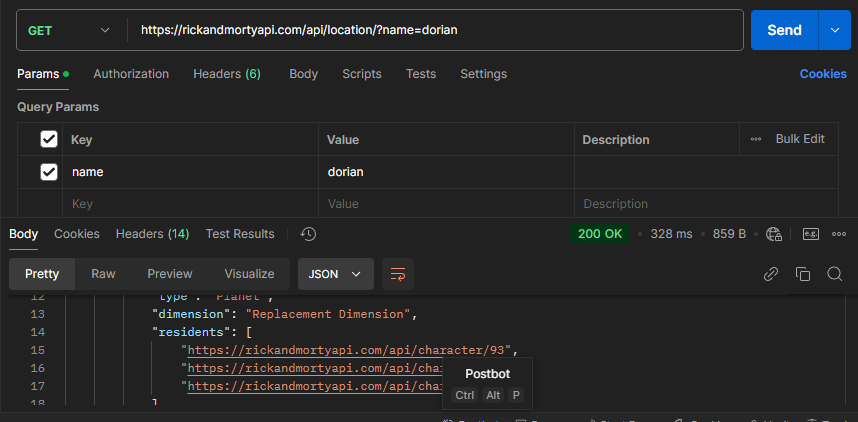 GET https://rickandmortyapi.com/api/location/?name=dorian Send
Params Authorization Headers (6) Body Scripts Tests Settings Cookies
Query Params
Key Value Description Bulk Edit
name dorian
Key Value Description
Body Cookies Headers (14) Test Results 200 OK 328 ms 859 B e.g.
Pretty Raw Preview Visualize JSON
12 "type": "Planet",
13 "dimension": "Replacement Dimension",
14 "residents": [
15 "https://rickandmortyapi.com/api/character/93",
16 "https://rickandmortyapi.com/api/cha
17 "https://rickandmortyapi.com/api/cha
18 ]
Postbot
Ctrl Alt P